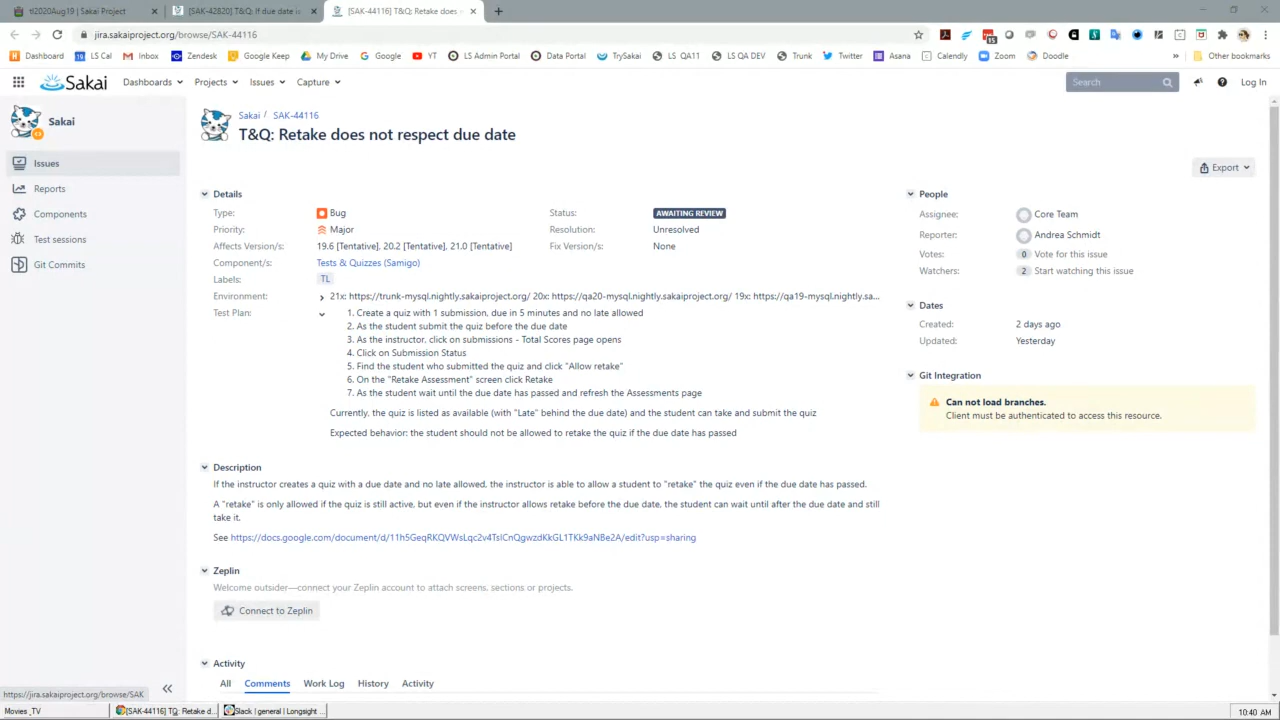 tl2020Aug19 | Sakai Project
[SAK-42820] T&Q: If due date is
[SAK-44116] T&Q: Retake does
jira.sakaiproject.org/browse/SAK-44116
Dashboard
LS Cal
Inbox
Zendesk
Google Keep
My Drive
Google
YT
LS Admin Portal
Data Portal
TrySakai
LS QA11
LS QA DEV
Trunk
Twitter
Asana
Calendly
Zoom
Doodle
Other bookmarks
Sakai
Dashboards
Projects
Issues
Capture
Search
Log In
Sakai
Issues
Reports
Components
Test sessions
Git Commits
Sakai / SAK-44116
T&Q: Retake does not respect due date
Export
Details
Type: Bug
Status: AWAITING REVIEW
Priority: Major
Resolution: Unresolved
Affects Version/s: 19.6 [Tentative], 20.2 [Tentative], 21.0 [Tentative]
Fix Version/s: None
Component/s: Tests & Quizzes (Samigo)
Labels: TL
Environment: 21x: https://trunk-mysql.nightly.sakaiproject.org/ 20x: https://qa20-mysql.nightly.sakaiproject.org/ 19x: https://qa19-mysql.nightly.sa...
Test Plan:
1. Create a quiz with 1 submission, due in 5 minutes and no late allowed
2. As the student submit the quiz before the due date
3. As the instructor, click on submissions - Total Scores page opens
4. Click on Submission Status
5. Find the student who submitted the quiz and click "Allow retake"
6. On the "Retake Assessment" screen click Retake
7. As the student wait until the due date has passed and refresh the Assessments page
Currently, the quiz is listed as available (with "Late" behind the due date) and the student can take and submit the quiz
Expected behavior: the student should not be allowed to retake the quiz if the due date has passed
Description
If the instructor creates a quiz with a due date and no late allowed, the instructor is able to allow a student to "retake" the quiz even if the due date has passed.
A "retake" is only allowed if the quiz is still active, but even if the instructor allows retake before the due date, the student can wait until after the due date and still
take it.
See https://docs.google.com/document/d/11h5GeqRKQVWsLqc2v4TsICnQgwzdKkGL1TKk9aNBe2A/edit?usp=sharing
Zeplin
Welcome outsider—connect your Zeplin account to attach screens, sections or projects.
Connect to Zeplin
Activity
All
Comments
Work Log
History
Activity
People
Assignee: Core Team
Reporter: Andrea Schmidt
Votes: 0 Vote for this issue
Watchers: 2 Start watching this issue
Dates
Created: 2 days ago
Updated: Yesterday
Git Integration
Can not load branches.
Client must be authenticated to access this resource.
https://jira.sakaiproject.org/browse/SAK
Movies _TV
[SAK-44116] TQ: Retake d...
Slack | general | Longsight ...
10:40 AM